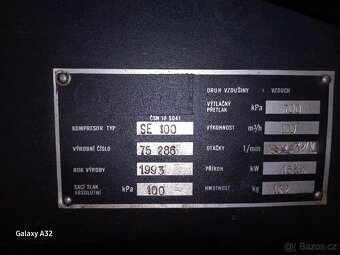 DRUH VZDUŠINY : VZDUCH
ČSN 10 5041
VÝTLAČNÝ PŘETLAK kPa 700
KOMPRESOR TYP SE 100
VÝKONNOST m³/h 100
VÝROBNÍ ČÍSLO 75 286
OTÁČKY 1/min
ROK VÝROBY 1993
PŘÍKON kW
SACÍ TLAK ABSOLUTNÍ kPa 100
HMOTNOST kg
Galaxy A32
Bazoš.cz